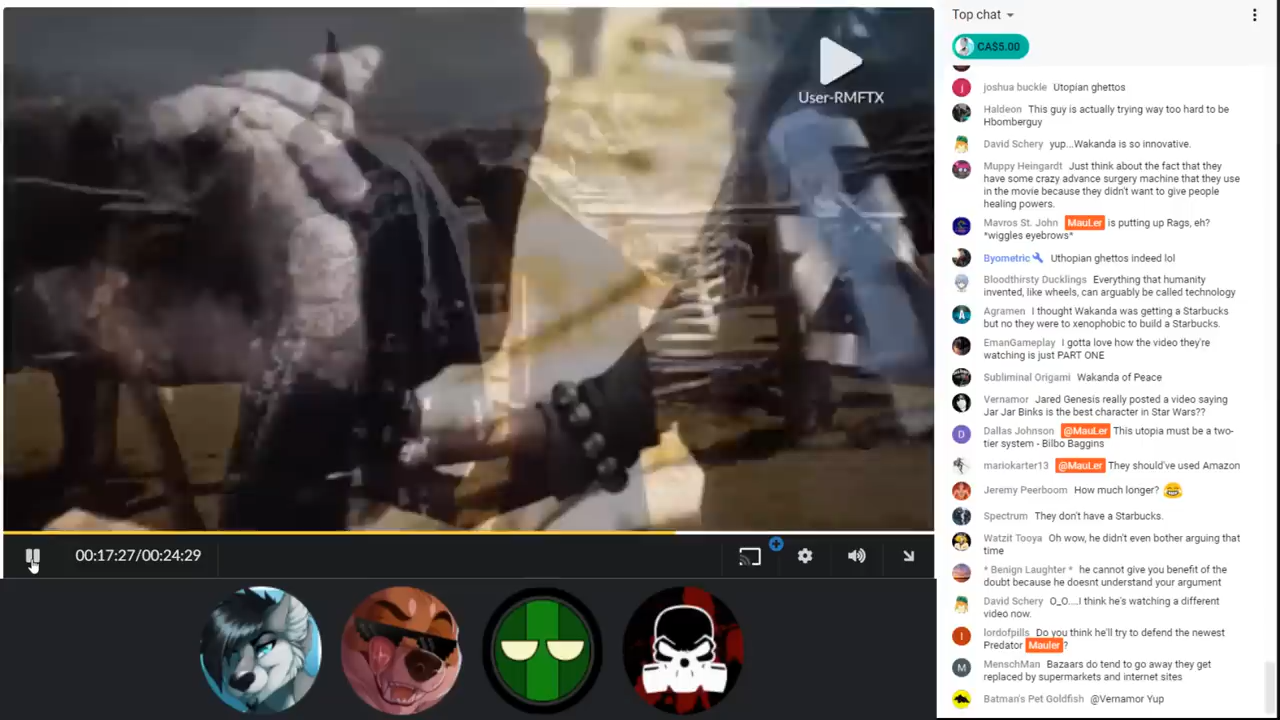 User-RMFTX
00:17:27/00:24:29
Top chat
CA$5.00
joshua buckle Utopian ghettos
Haldeon This guy is actually trying way too hard to be
Hbomberguy
David Schery yup...Wakanda is so innovative.
Muppy Heingardt Just think about the fact that they
have some crazy advance surgery machine that they use
in the movie because they didn't want to give people
healing powers.
Mavros St. John MauLer is putting up Rags, eh?
*wiggles eyebrows*
Byometric Uthopian ghettos indeed lol
Bloodthirsty Ducklings Everything that humanity
invented, like wheels, can arguably be called technology
Agramen I thought Wakanda was getting a Starbucks
but no they were to xenophobic to build a Starbucks.
EmanGameplay I gotta love how the video they're
watching is just PART ONE
Subliminal Origami Wakanda of Peace
Vernamor Jared Genesis really posted a video saying
Jar Jar Binks is the best character in Star Wars??
Dallas Johnson @MauLer This utopia must be a two-
tier system - Bilbo Baggins
mariokarter13 @MauLer They should've used Amazon
Jeremy Peerboom How much longer? 😂
Spectrum They don't have a Starbucks.
Watzit Tooya Oh wow, he didn't even bother arguing that
time
* Benign Laughter * he cannot give you benefit of the
doubt because he doesnt understand your argument
David Schery O_O....I think he's watching a different
video now.
lordofpills Do you think he'll try to defend the newest
Predator Mauler ?
MenschMan Bazaars do tend to go away they get
replaced by supermarkets and internet sites
Batman's Pet Goldfish @Vernamor Yup